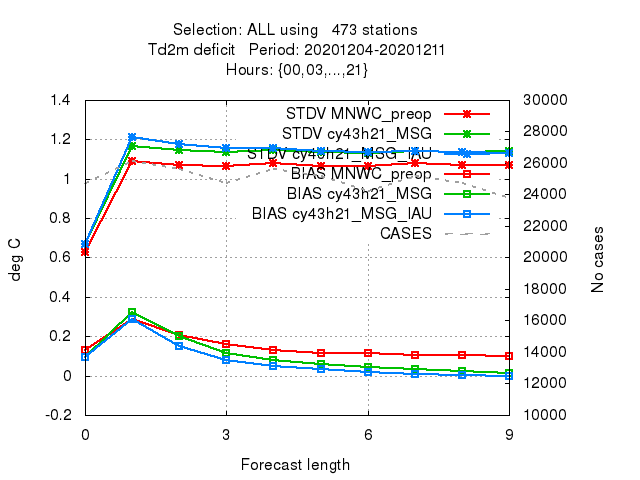 Selection: ALL using   473 stations
Td2m deficit   Period: 20201204-20201211
Hours: {00,03,...,21}
STDV MNWC_preop
STDV cy43h21_MSG
STDV cy43h21_MSG_IAU
BIAS MNWC_preop
BIAS cy43h21_MSG
BIAS cy43h21_MSG_IAU
CASES
deg C
1.4
1.2
1
0.8
0.6
0.4
0.2
0
-0.2
30000
28000
26000
24000
22000
20000
18000
16000
14000
12000
10000
No cases
0 3 6 9
Forecast length